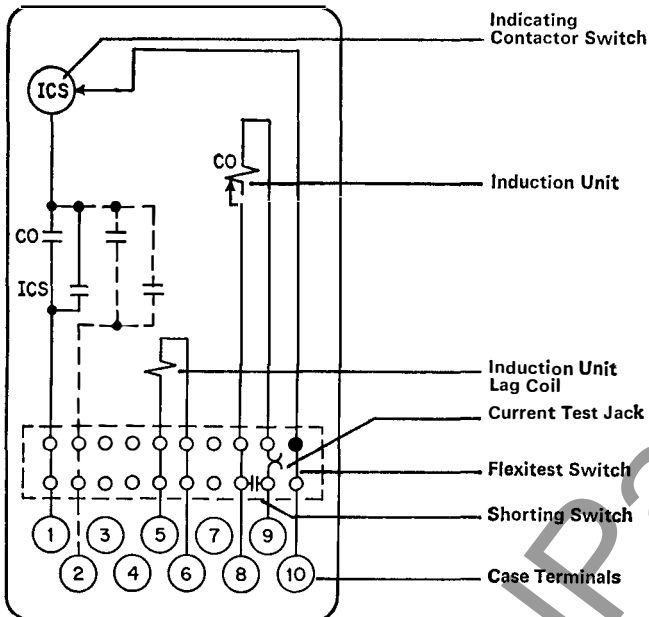 Indicating
Contactor Switch
ICS
CO
Induction Unit
CO
ICS
Induction Unit
Lag Coil
Current Test Jack
Flexitest Switch
Shorting Switch
1
3
5
7
9
2
4
6
8
10
Case Terminals